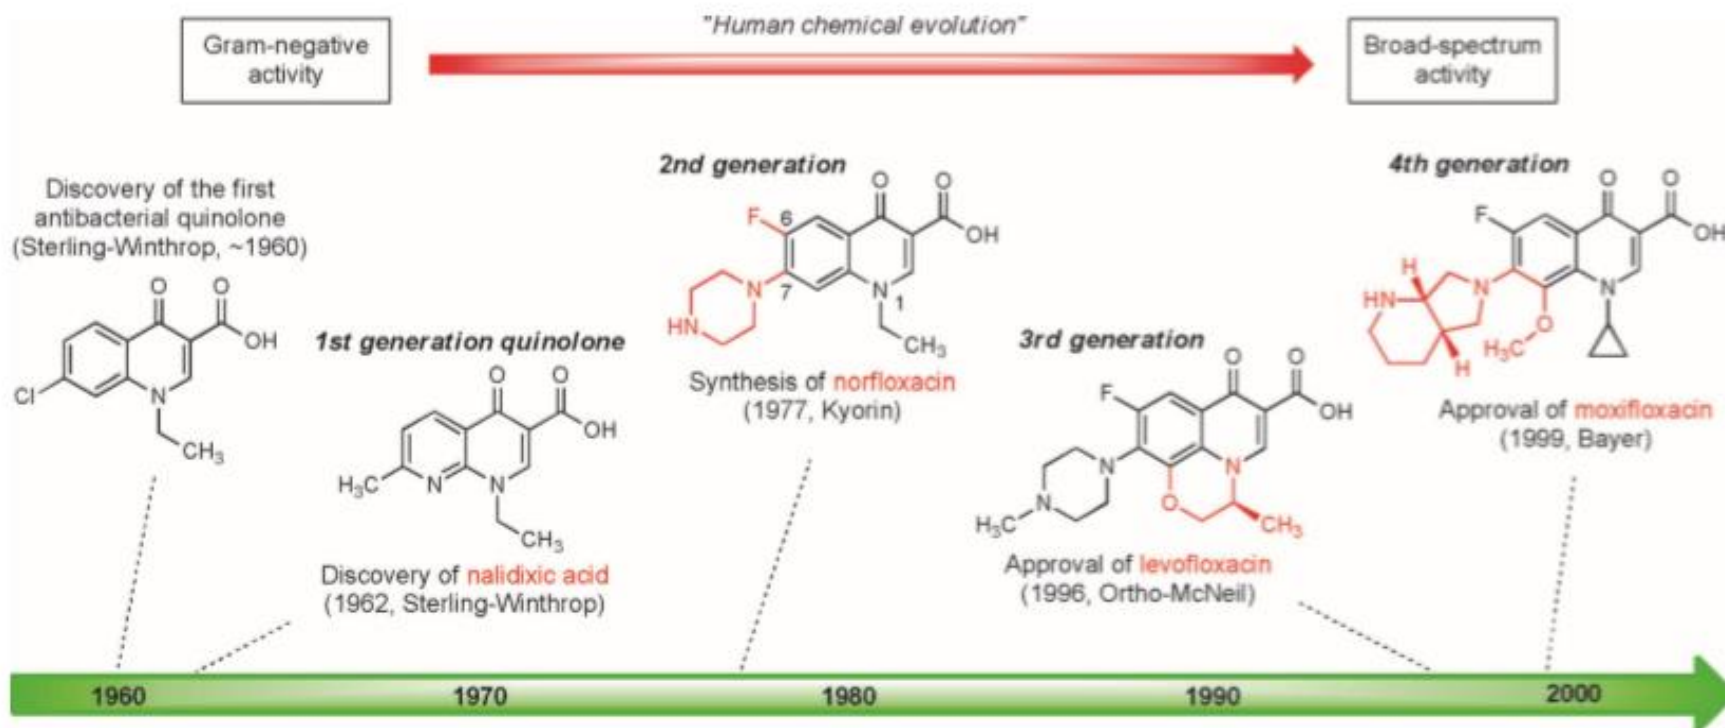 "Human chemical evolution"
Gram-negative
activity
Broad-spectrum
activity
Discovery of the first
antibacterial quinolone
(Sterling-Winthrop, ~1960)
O
O
OH
Cl
N
CH₃
1st generation quinolone
O
O
OH
H₃C
N
N
CH₃
Discovery of nalidixic acid
(1962, Sterling-Winthrop)
2nd generation
O
O
F
6
OH
N
7
N
1
HN
CH₃
Synthesis of norfloxacin
(1977, Kyorin)
3rd generation
O
O
F
OH
N
N
N
O
H₃C
CH₃
Approval of levofloxacin
(1996, Ortho-McNeil)
4th generation
O
O
F
OH
H
N
N
HN
O
H₃C
H
Approval of moxifloxacin
(1999, Bayer)
1960
1970
1980
1990
2000